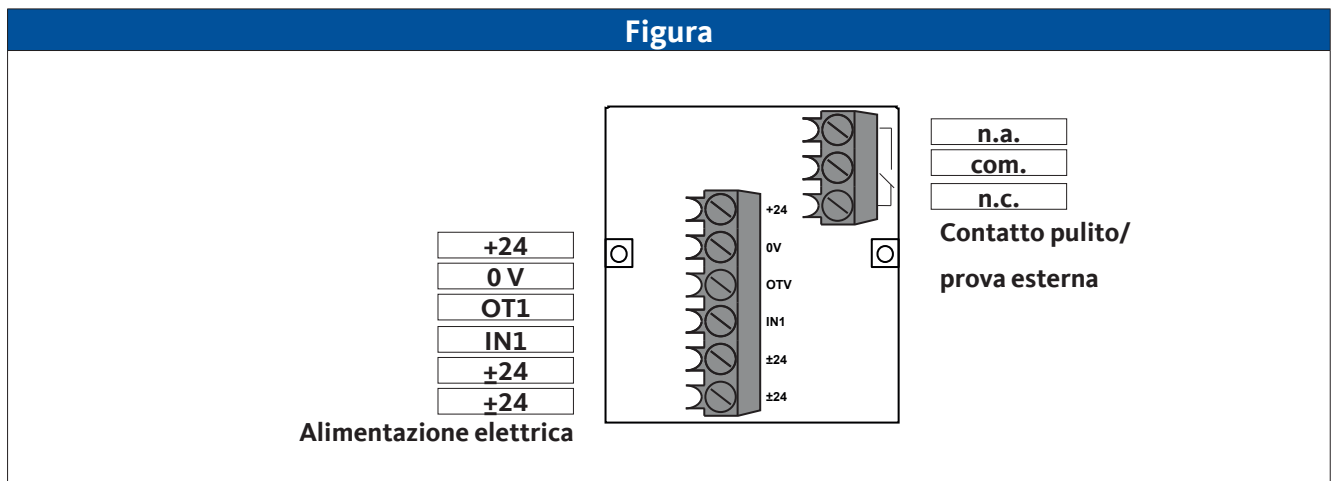 Figura
+24
0 V
OT1
IN1
±24
±24
Alimentazione elettrica
+24
0V
OTV
IN1
±24
±24
n.a.
com.
n.c.
Contatto pulito/
prova esterna